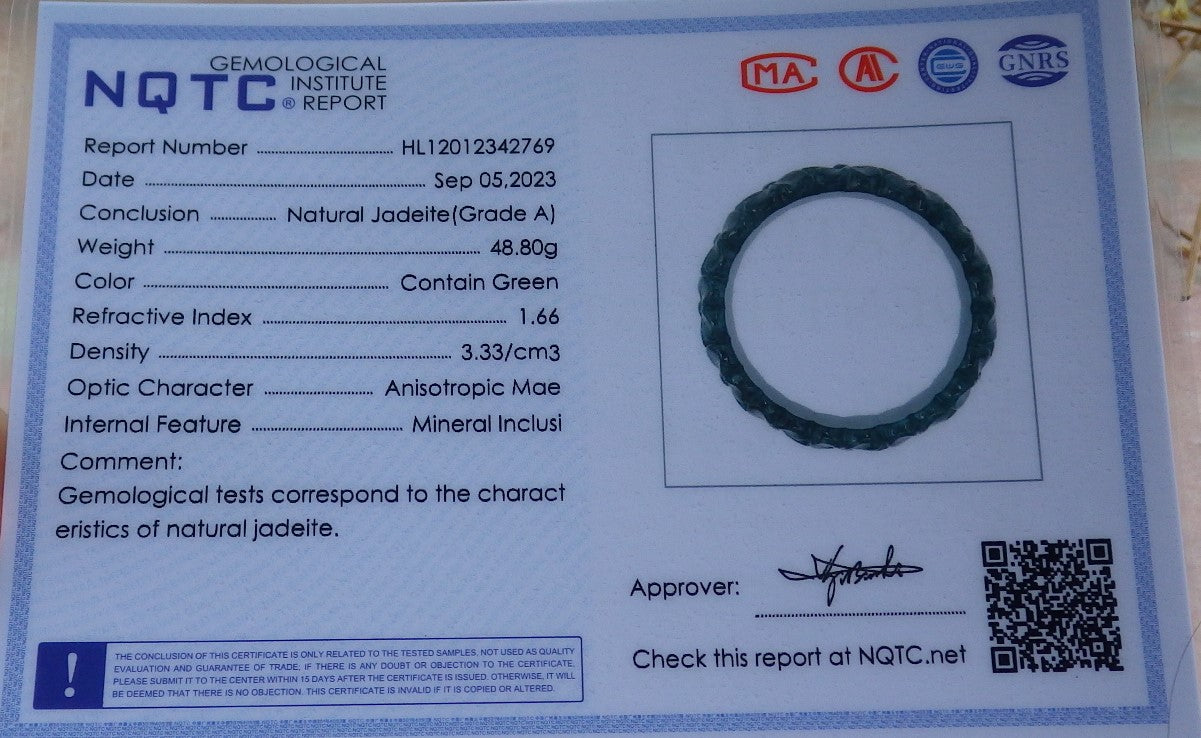 GEMOLOGICAL
NQTC® INSTITUTE
REPORT
MA
GNRS
Report Number ........ HL12012342769
Date ........ Sep 05,2023
Conclusion ........ Natural Jadeite(Grade A)
Weight ........ 48.80g
Color ........ Contain Green
Refractive Index ........ 1.66
Density ........ 3.33/cm3
Optic Character ........ Anisotropic Mae
Internal Feature ........ Mineral Inclusi
Comment:
Gemological tests correspond to the charact
eristics of natural jadeite.
Approver:
Check this report at NQTC.net
! THE CONCLUSION OF THIS CERTIFICATE IS ONLY RELATED TO THE TESTED SAMPLES, NOT USED AS QUALITY
EVALUATION AND GUARANTEE OF TRADE; IF THERE IS ANY DOUBT OR OBJECTION TO THE CERTIFICATE,
PLEASE SUBMIT IT TO THE CENTER WITHIN 15 DAYS AFTER THE CERTIFICATE IS ISSUED. OTHERWISE, IT WILL
BE DEEMED THAT THERE IS NO OBJECTION. THIS CERTIFICATE IS INVALID IF IT IS COPIED OR ALTERED.